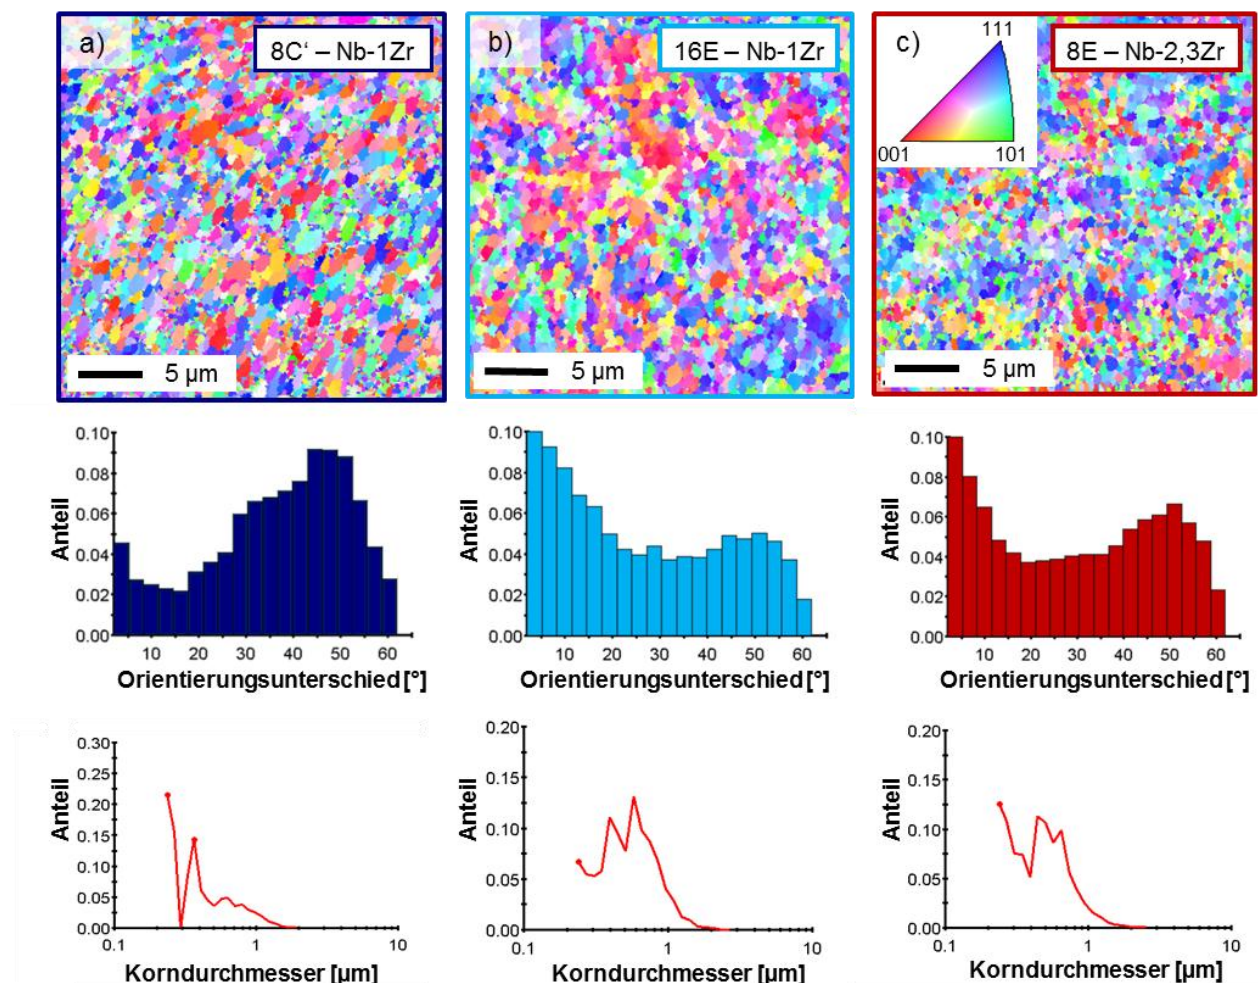 a)
8C‘ – Nb-1Zr
5 µm
b)
16E – Nb-1Zr
5 µm
c)
8E – Nb-2,3Zr
111
001
101
5 µm
Anteil
0.10
0.08
0.06
0.04
0.02
0.00
10 20 30 40 50 60
Orientierungsunterschied [°]
Anteil
0.10
0.08
0.06
0.04
0.02
0.00
10 20 30 40 50 60
Orientierungsunterschied [°]
Anteil
0.10
0.08
0.06
0.04
0.02
0.00
10 20 30 40 50 60
Orientierungsunterschied [°]
Anteil
0.30
0.25
0.20
0.15
0.10
0.05
0.00
0.1 1 10
Korndurchmesser [µm]
Anteil
0.20
0.15
0.10
0.05
0.00
0.1 1 10
Korndurchmesser [µm]
Anteil
0.20
0.15
0.10
0.05
0.00
0.1 1 10
Korndurchmesser [µm]